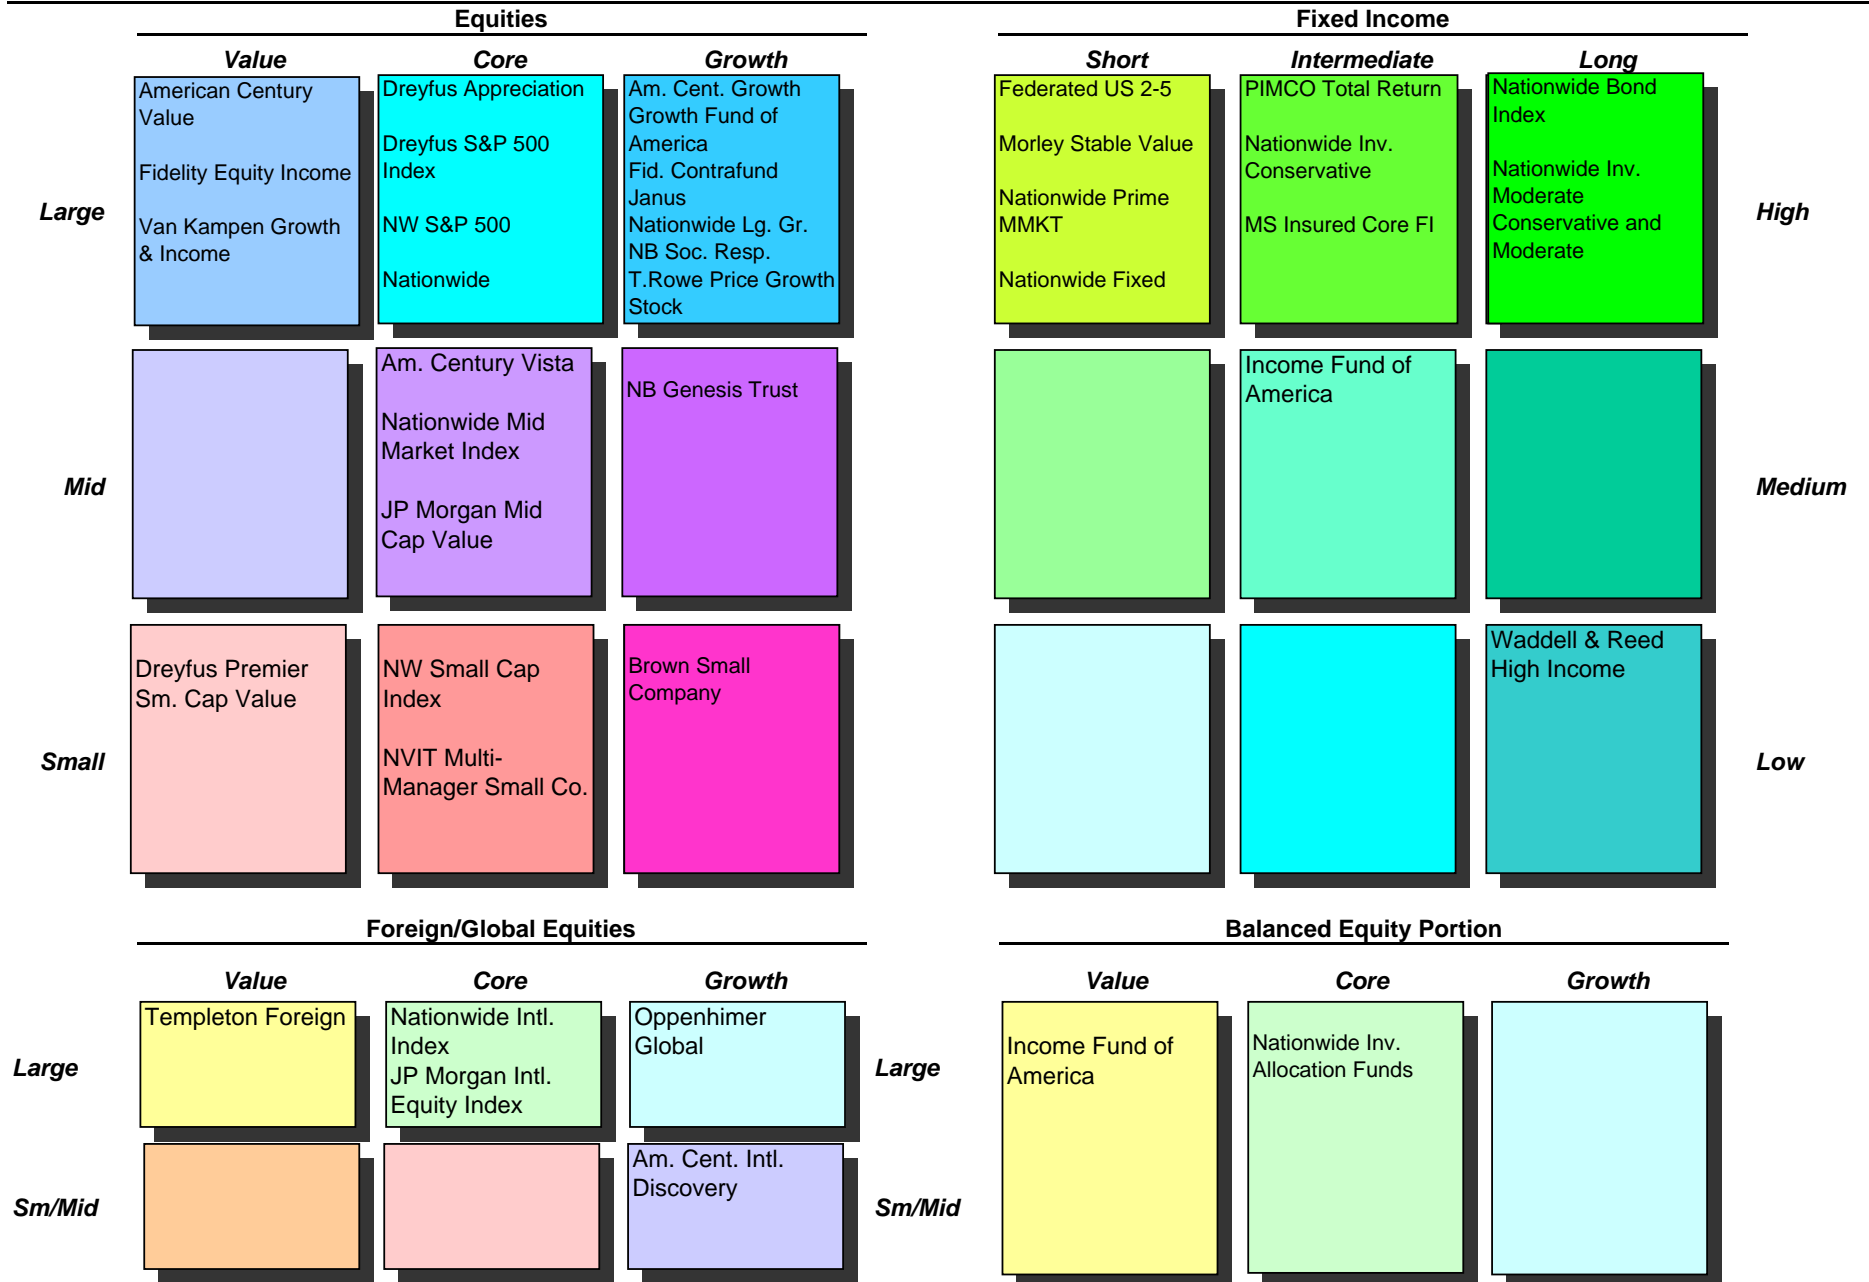 Equities
Value
Core
Growth
American Century
Value
Fidelity Equity Income
Van Kampen Growth
& Income
Dreyfus Appreciation
Dreyfus S&P 500
Index
NW S&P 500
Nationwide
Am. Cent. Growth
Growth Fund of
America
Fid. Contrafund
Janus
Nationwide Lg. Gr.
NB Soc. Resp.
T.Rowe Price Growth
Stock
Large
Am. Century Vista
Nationwide Mid
Market Index
JP Morgan Mid
Cap Value
NB Genesis Trust
Mid
Dreyfus Premier
Sm. Cap Value
NW Small Cap
Index
NVIT Multi-
Manager Small Co.
Brown Small
Company
Small
Fixed Income
Short
Intermediate
Long
Federated US 2-5
Morley Stable Value
Nationwide Prime
MMKT
Nationwide Fixed
PIMCO Total Return
Nationwide Inv.
Conservative
MS Insured Core FI
Nationwide Bond
Index
Nationwide Inv.
Moderate
Conservative and
Moderate
High
Income Fund of
America
Medium
Waddell & Reed
High Income
Low
Foreign/Global Equities
Value
Core
Growth
Templeton Foreign
Nationwide Intl.
Index
JP Morgan Intl.
Equity Index
Oppenhimer
Global
Large
Am. Cent. Intl.
Discovery
Sm/Mid
Balanced Equity Portion
Value
Core
Growth
Large
Income Fund of
America
Nationwide Inv.
Allocation Funds
Sm/Mid